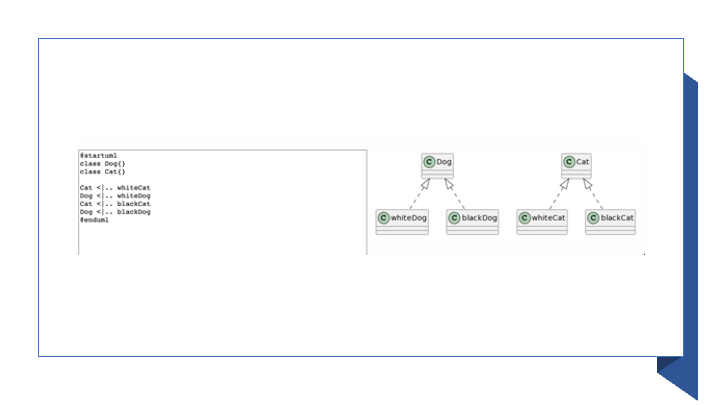 @startuml
class Dog{}
class Cat{}
Cat <|.. whiteCat
Dog <|.. whiteDog
Cat <|.. blackCat
Dog <|.. blackDog
@enduml
C Dog
C Cat
C whiteDog
C blackDog
C whiteCat
C blackCat